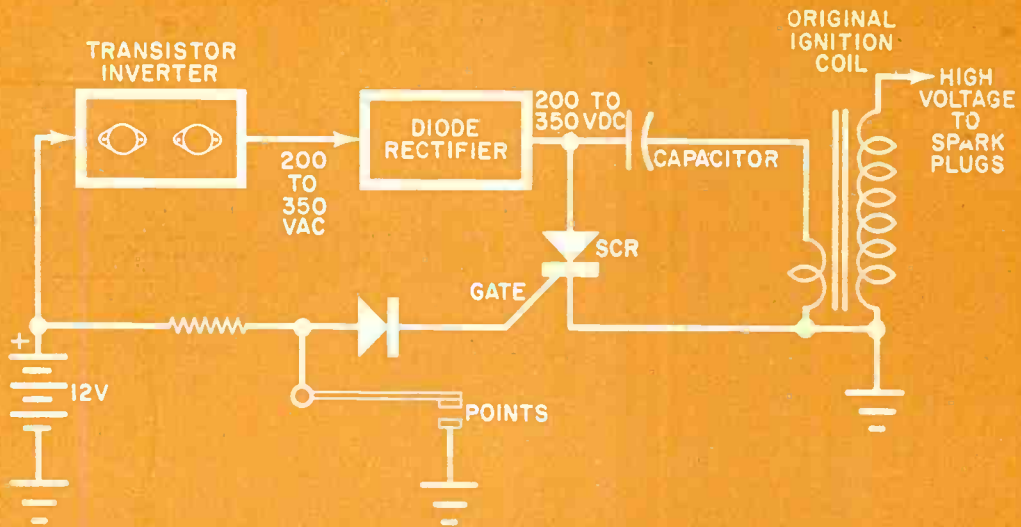 ORIGINAL
IGNITION
COIL
TRANSISTOR
INVERTER
HIGH
VOLTAGE
TO
SPARK
PLUGS
200 TO
350 VDC
DIODE
RECTIFIER
CAPACITOR
200
TO
350
VAC
SCR
GATE
+
12V
POINTS